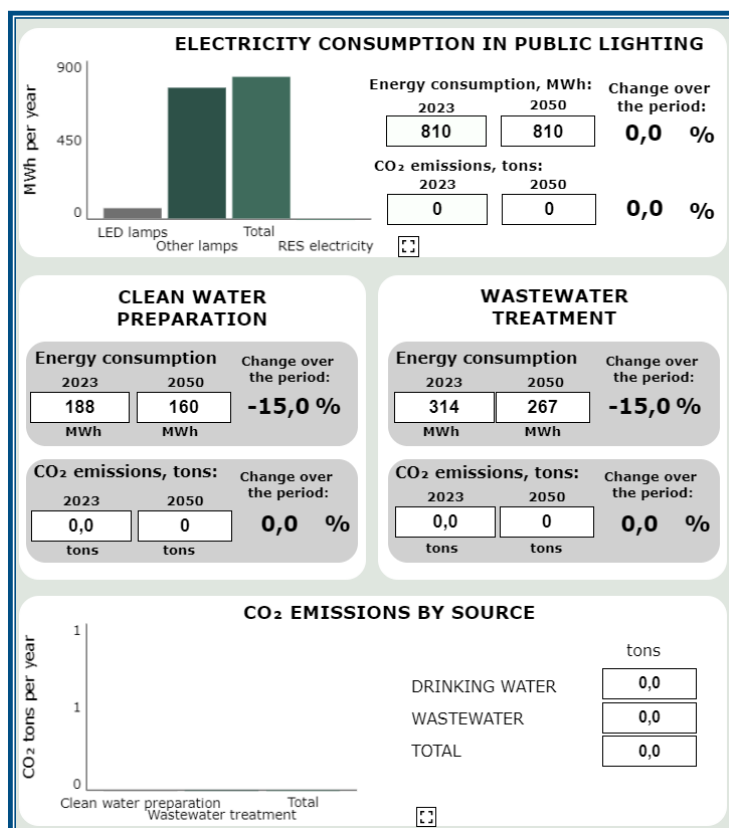 ELECTRICITY CONSUMPTION IN PUBLIC LIGHTING
MWh per year
900
450
0
LED lamps
Other lamps
Total
RES electricity
Energy consumption, MWh:
2023
2050
810
810
Change over
the period:
0,0 %
CO₂ emissions, tons:
2023
2050
0
0
0,0 %
CLEAN WATER
PREPARATION
Energy consumption
2023
2050
188
160
MWh
MWh
Change over
the period:
-15,0 %
CO₂ emissions, tons:
2023
2050
0,0
0
tons
tons
Change over
the period:
0,0 %
WASTEWATER
TREATMENT
Energy consumption
2023
2050
314
267
MWh
MWh
Change over
the period:
-15,0 %
CO₂ emissions, tons:
2023
2050
0,0
0
tons
tons
Change over
the period:
0,0 %
CO₂ EMISSIONS BY SOURCE
CO₂ tons per year
1
1
0
Clean water preparation
Wastewater treatment
Total
tons
DRINKING WATER 0,0
WASTEWATER 0,0
TOTAL 0,0